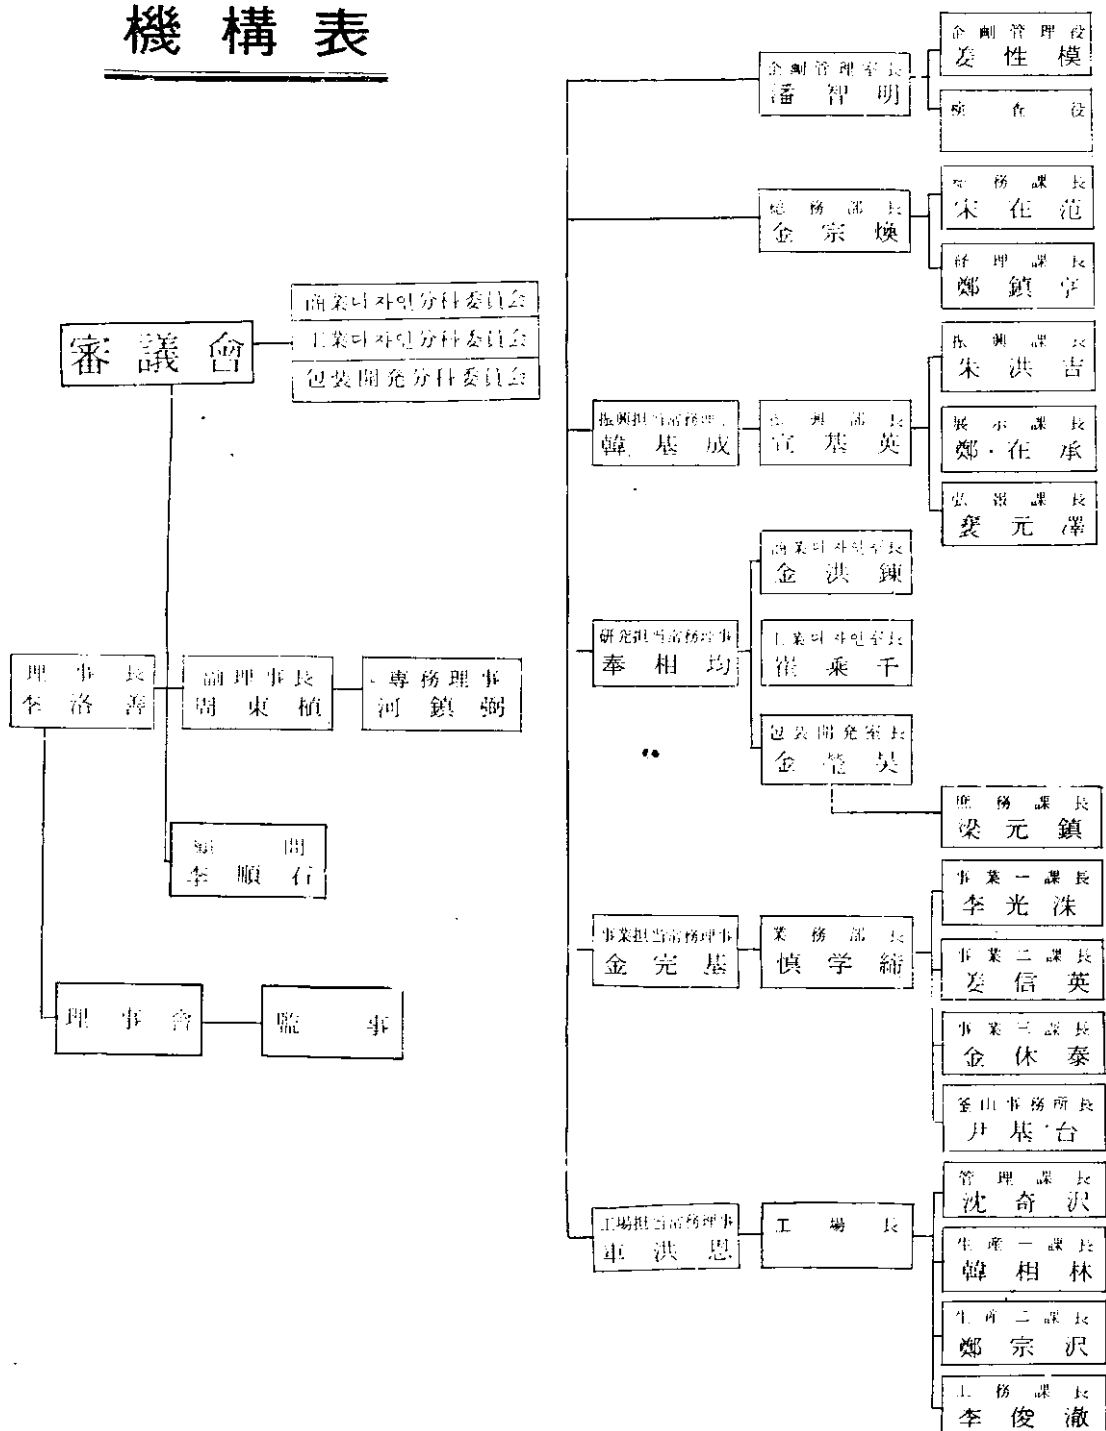 機構表
審議會
商業디자인分科委員会
工業디자인分科委員会
包装開発分科委員会
理事長
李洛善
副理事長
周東植
専務理事
河鎮弼
顧問
李順石
理事會
監事
企劃管理室長
潘智明
企劃管理役
姜性模
検査役
総務部長
金宗煥
総務課長
宋在范
経理課長
鄭鎮
振興担当常務理事
韓基成
振興部長
宣基英
振興課長
朱洪吉
展示課長
鄭在承
弘報課長
裵元澤
研究担当常務理事
奉相均
商業디자인室長
金洪錬
工業디자인室長
崔乘千
包装開発室長
金
庶務課長
梁元鎮
事業担当常務理事
金完基
業務部長
慎学締
事業一課長
李光洙
事業二課長
姜信英
事業三課長
金休泰
釜山事務所長
尹基台
工場担当常務理事
車洪恩
工場長
管理課長
沈奇沢
生産一課長
韓相林
生産二課長
鄭宗沢
工務課長
李俊澈